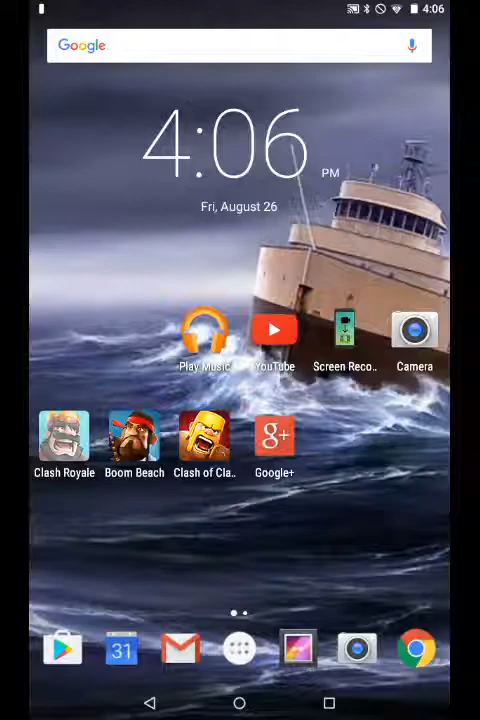 4:06
Google
4:06 PM
Fri, August 26
Play Music
YouTube
Screen Reco..
Camera
Clash Royale
Boom Beach
Clash of Cla..
Google+
g+
31